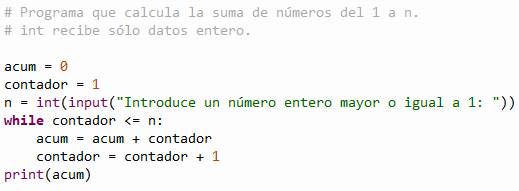 # Programa que calcula la suma de números del 1 a n.
# int recibe sólo datos entero.

acum = 0
contador = 1
n = int(input("Introduce un número entero mayor o igual a 1: "))
while contador <= n:
    acum = acum + contador
    contador = contador + 1
print(acum)